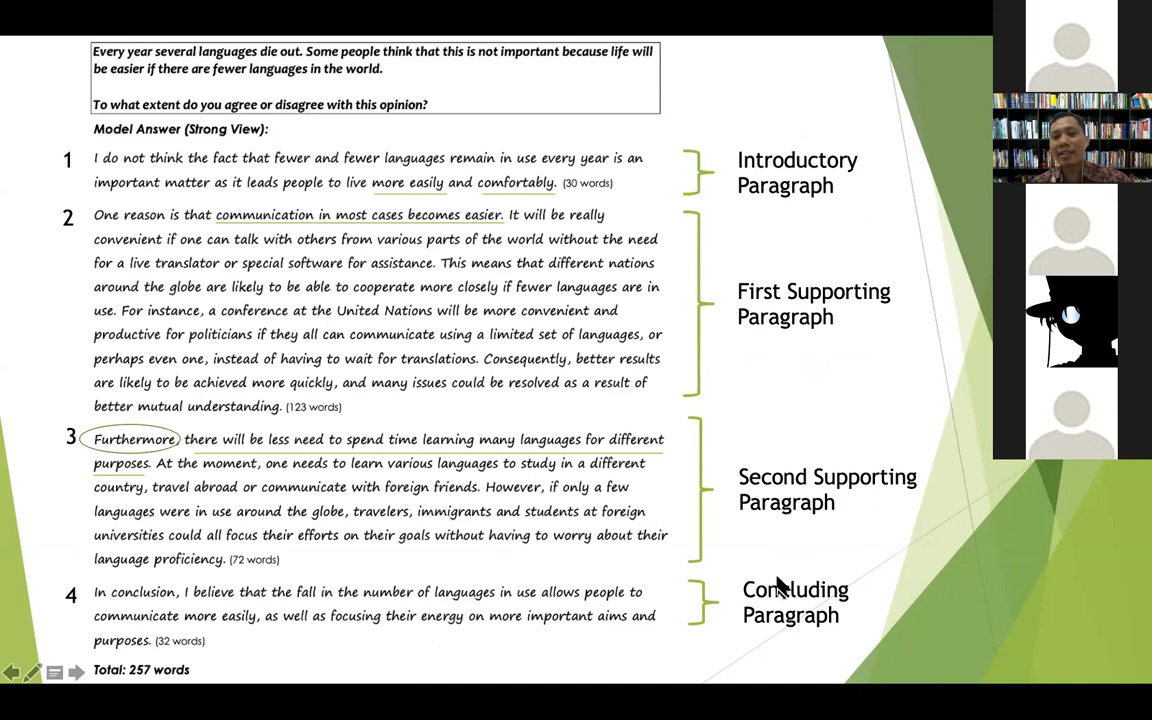 Every year several languages die out. Some people think that this is not important because life will
be easier if there are fewer languages in the world.
To what extent do you agree or disagree with this opinion?
Model Answer (Strong View):
1
I do not think the fact that fewer and fewer languages remain in use every year is an
important matter as it leads people to live more easily and comfortably. (30 words)
Introductory
Paragraph
2
One reason is that communication in most cases becomes easier. It will be really
convenient if one can talk with others from various parts of the world without the need
for a live translator or special software for assistance. This means that different nations
around the globe are likely to be able to cooperate more closely if fewer languages are in
use. For instance, a conference at the United Nations will be more convenient and
productive for politicians if they all can communicate using a limited set of languages, or
perhaps even one, instead of having to wait for translations. Consequently, better results
are likely to be achieved more quickly, and many issues could be resolved as a result of
better mutual understanding. (123 words)
First Supporting
Paragraph
3
Furthermore, there will be less need to spend time learning many languages for different
purposes. At the moment, one needs to learn various languages to study in a different
country, travel abroad or communicate with foreign friends. However, if only a few
languages were in use around the globe, travelers, immigrants and students at foreign
universities could all focus their efforts on their goals without having to worry about their
language proficiency. (72 words)
Second Supporting
Paragraph
4
In conclusion, I believe that the fall in the number of languages in use allows people to
communicate more easily, as well as focusing their energy on more important aims and
purposes. (32 words)
Concluding
Paragraph
Total: 257 words